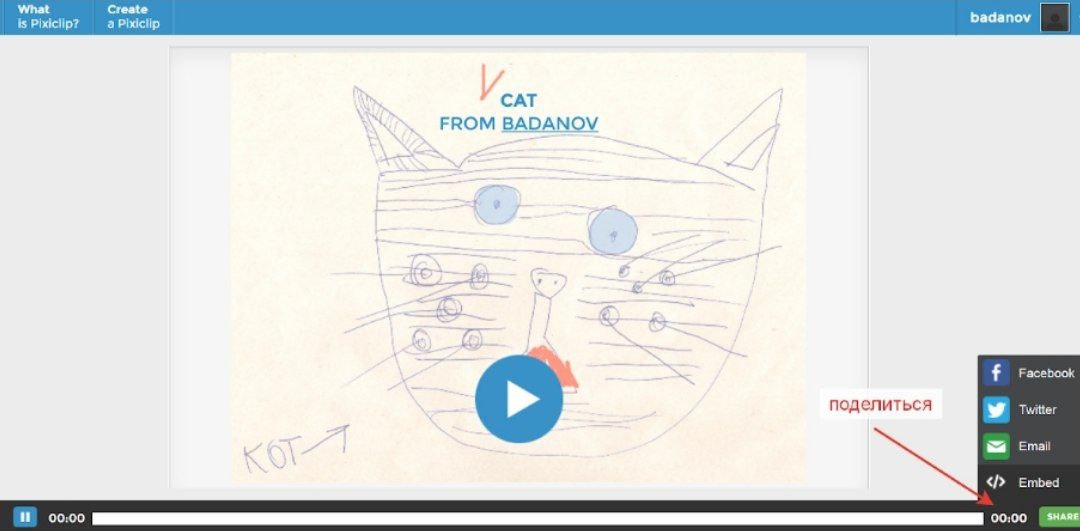 What
is Pixiclip?
Create
a Pixiclip
badanov
CAT
FROM BADANOV
КОТ
поделиться
Facebook
Twitter
Email
Embed
00:00
00:00
SHARE